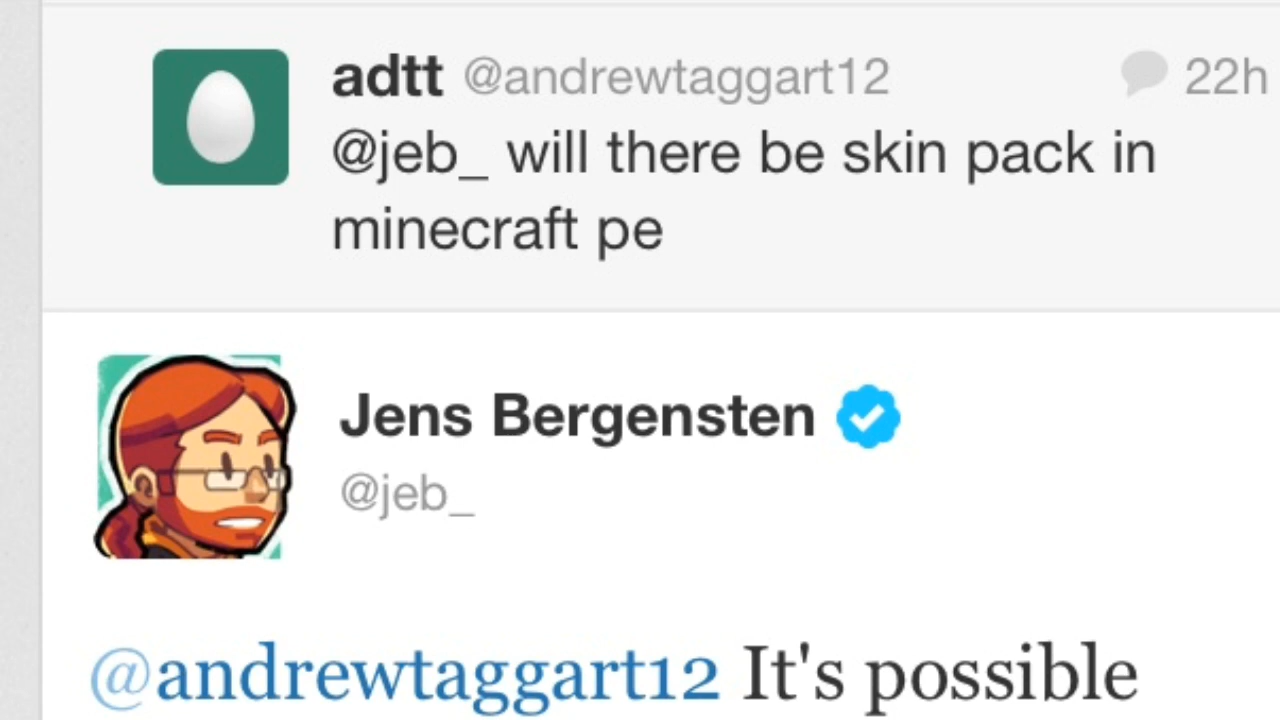 adtt @andrewtaggart12 22h
@jeb_ will there be skin pack in
minecraft pe
Jens Bergensten
@jeb_
@andrewtaggart12 It's possible